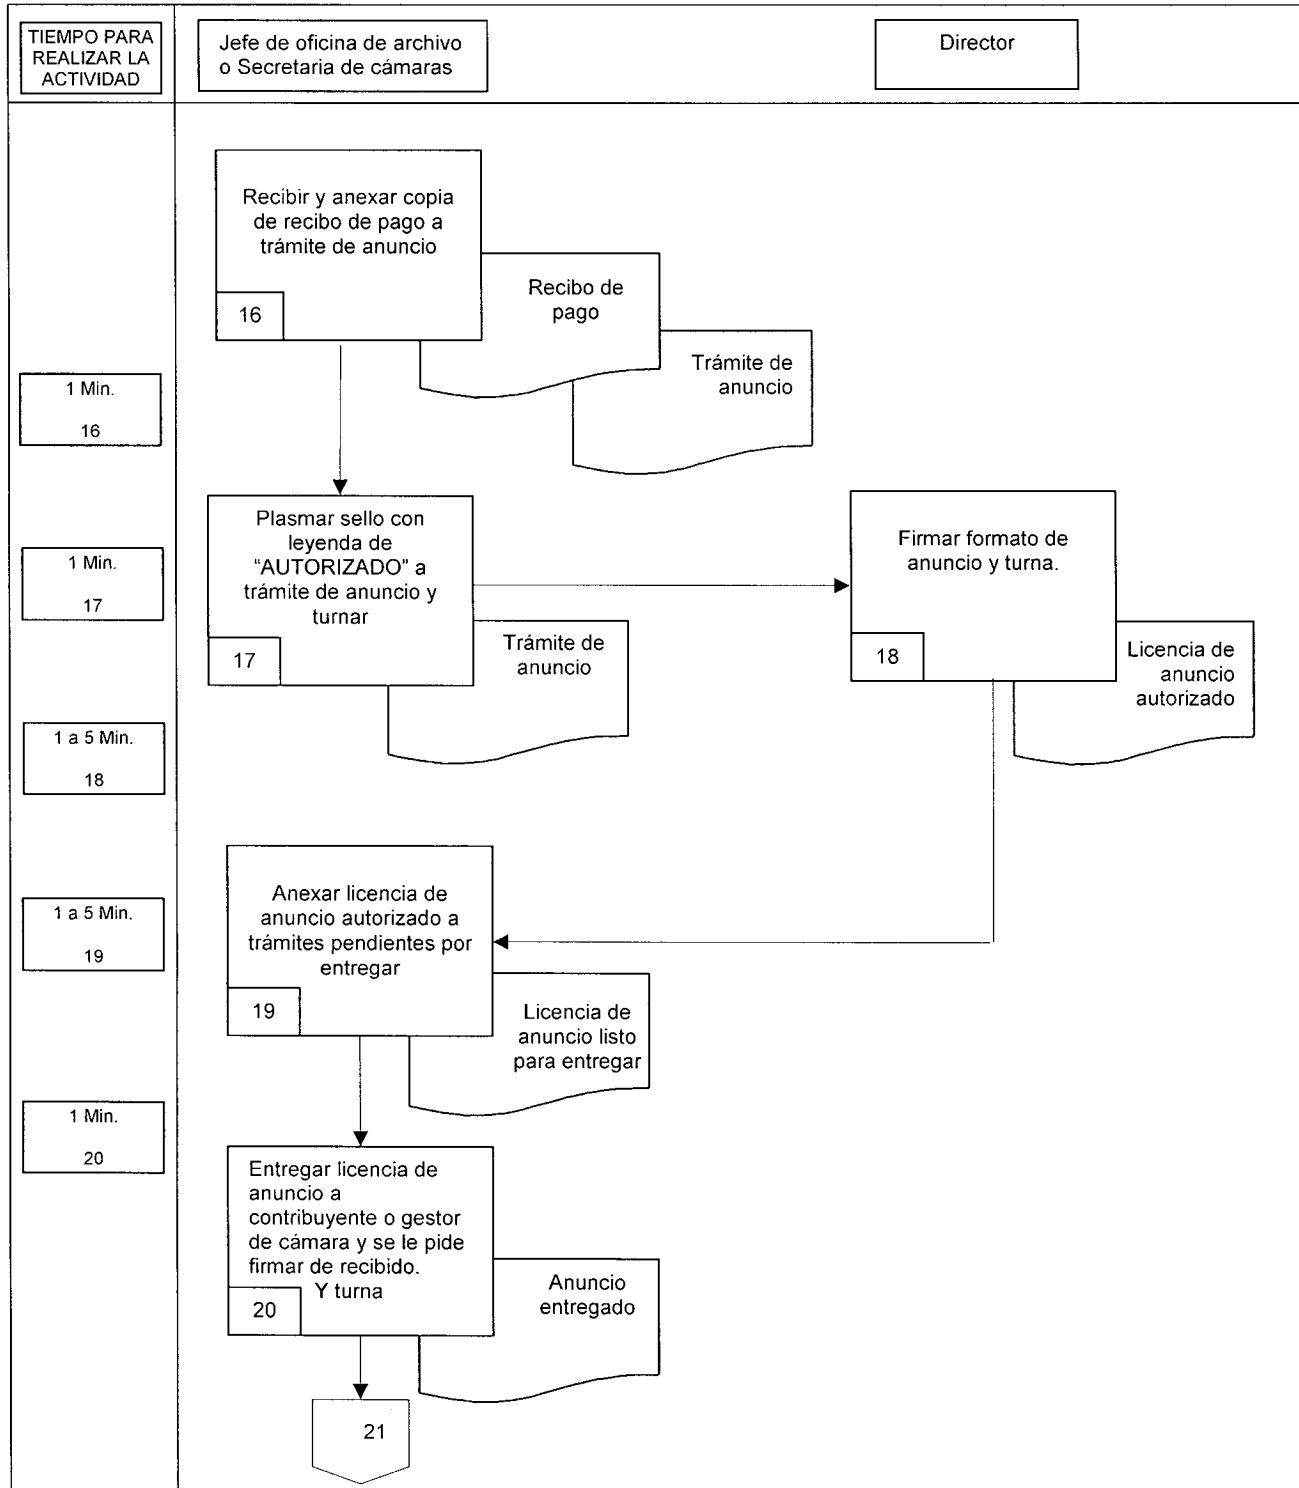 TIEMPO PARA
REALIZAR LA
ACTIVIDAD
Jefe de oficina de archivo
o Secretaria de cámaras
Director
Recibir y anexar copia
de recibo de pago a
trámite de anuncio
16
Recibo de
pago
Trámite de
anuncio
1 Min.
16
Plasmar sello con
leyenda de
“AUTORIZADO” a
trámite de anuncio y
turnar
17
Trámite de
anuncio
Firmar formato de
anuncio y turna.
18
Licencia de
anuncio
autorizado
1 Min.
17
1 a 5 Min.
18
Anexar licencia de
anuncio autorizado a
trámites pendientes por
entregar
19
Licencia de
anuncio listo
para entregar
1 a 5 Min.
19
1 Min.
20
Entregar licencia de
anuncio a
contribuyente o gestor
de cámara y se le pide
firmar de recibido.
Y turna
20
Anuncio
entregado
21